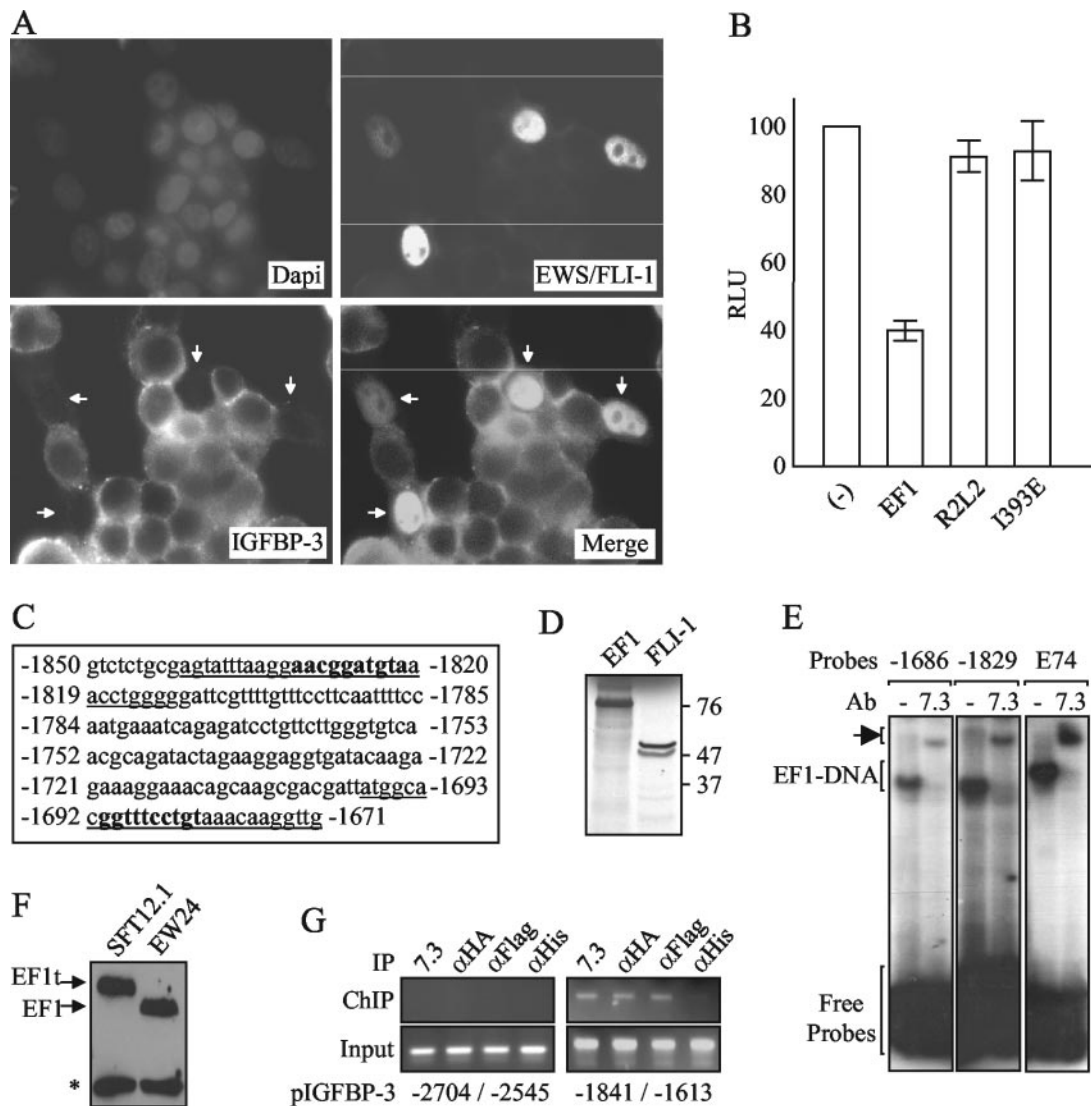 A
Dapi
EWS/FLI-1
IGFBP-3
Merge
B
RLU
100
80
60
40
20
0
(-)
EF1
R2L2
I393E
C
-1850 gtctctgcgagtatttaaggaacggatgtaa -1820
-1819 acctgggggattcgttttgtttccttcaattttcc -1785
-1784 aatgaaatcagagatcctgttcttgggtgtca -1753
-1752 acgcagatactagaaggaggtgatacaaga -1722
-1721 gaaaggaaacagcaagcgacgattatggca -1693
-1692 cggtttcctgtaaacaaggttg -1671
D
EF1
FLI-1
76
47
37
E
Probes -1686 -1829 E74
Ab - 7.3 - 7.3 - 7.3
EF1-DNA
Free
Probes
F
SFT12.1
EW24
EF1t
EF1
*
G
IP 7.3 αHA αFlag αHis 7.3 αHA αFlag αHis
ChIP
Input
pIGFBP-3 -2704 / -2545 -1841 / -1613